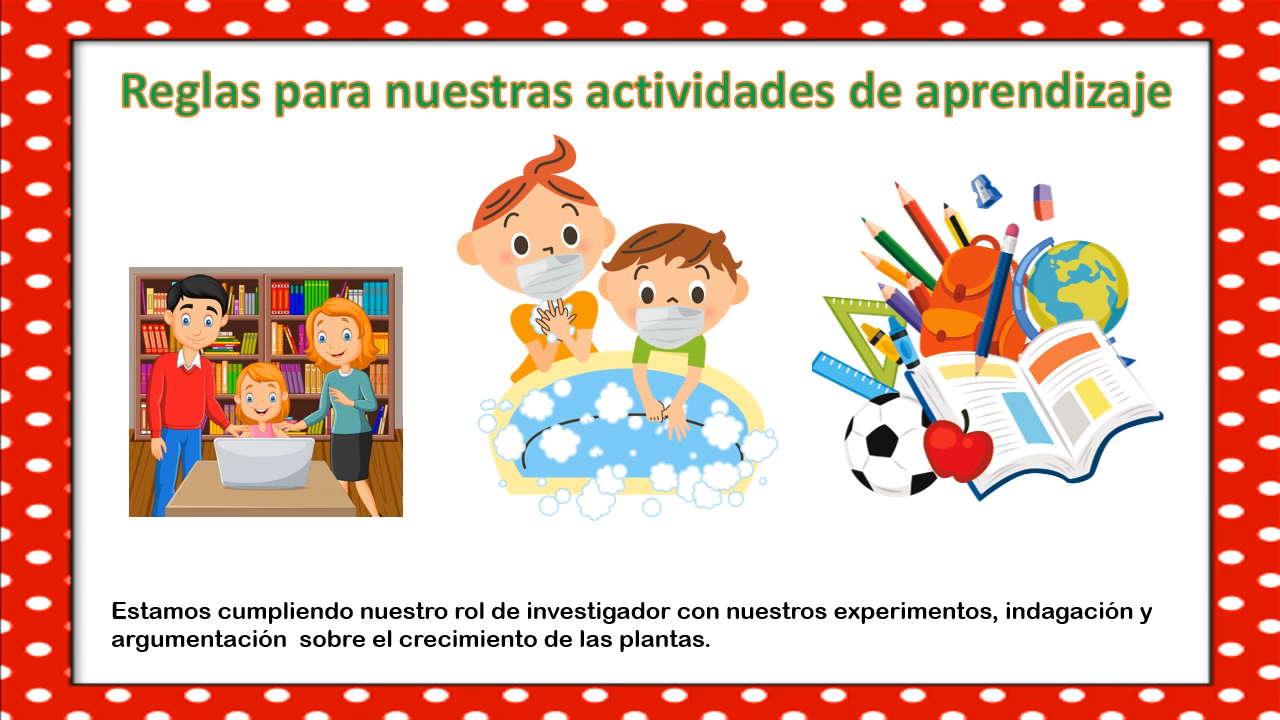 Reglas para nuestras actividades de aprendizaje
Estamos cumpliendo nuestro rol de investigador con nuestros experimentos, indagación y
argumentación  sobre el crecimiento de las plantas.